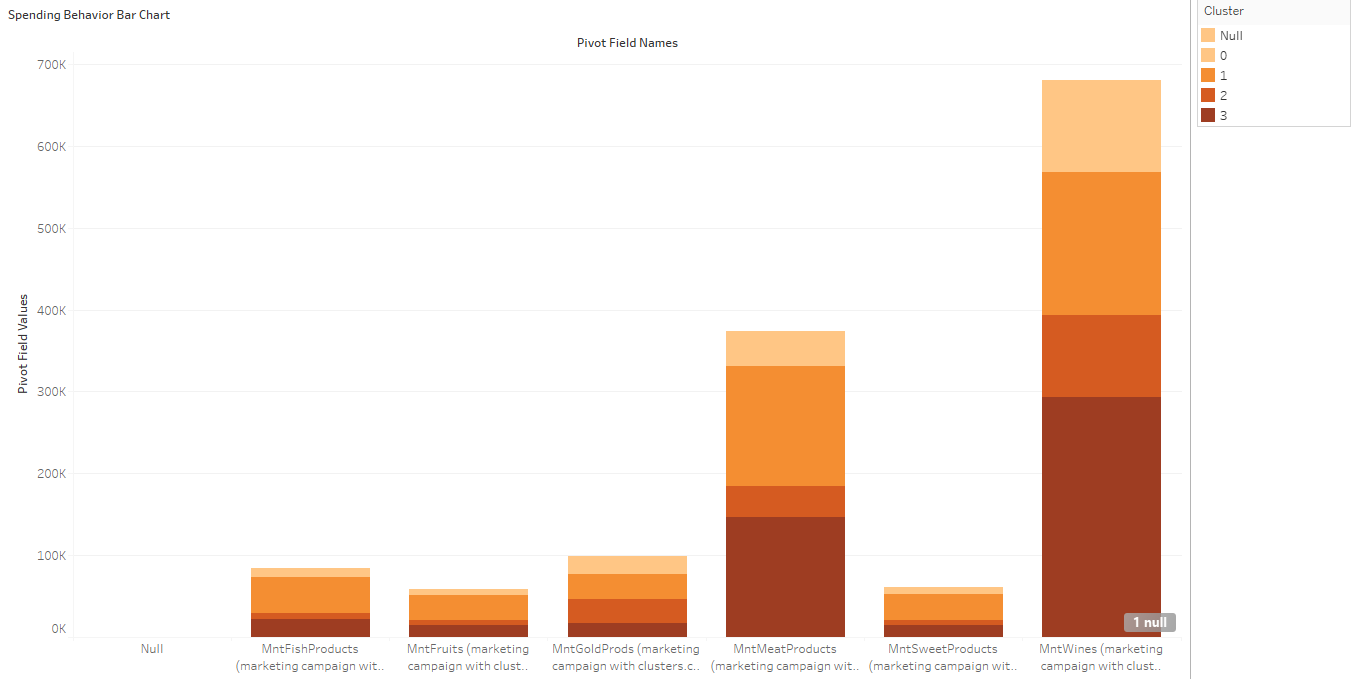 Spending Behavior Bar Chart
Cluster
Null
0
1
2
3
Pivot Field Names
Pivot Field Values
700K
600K
500K
400K
300K
200K
100K
0K
1 null
Null
MntFishProducts
(marketing campaign wit..
MntFruits (marketing
campaign with clust..
MntGoldProds (marketing
campaign with clusters.c..
MntMeatProducts
(marketing campaign wit..
MntSweetProducts
(marketing campaign wit..
MntWines (marketing
campaign with clust..